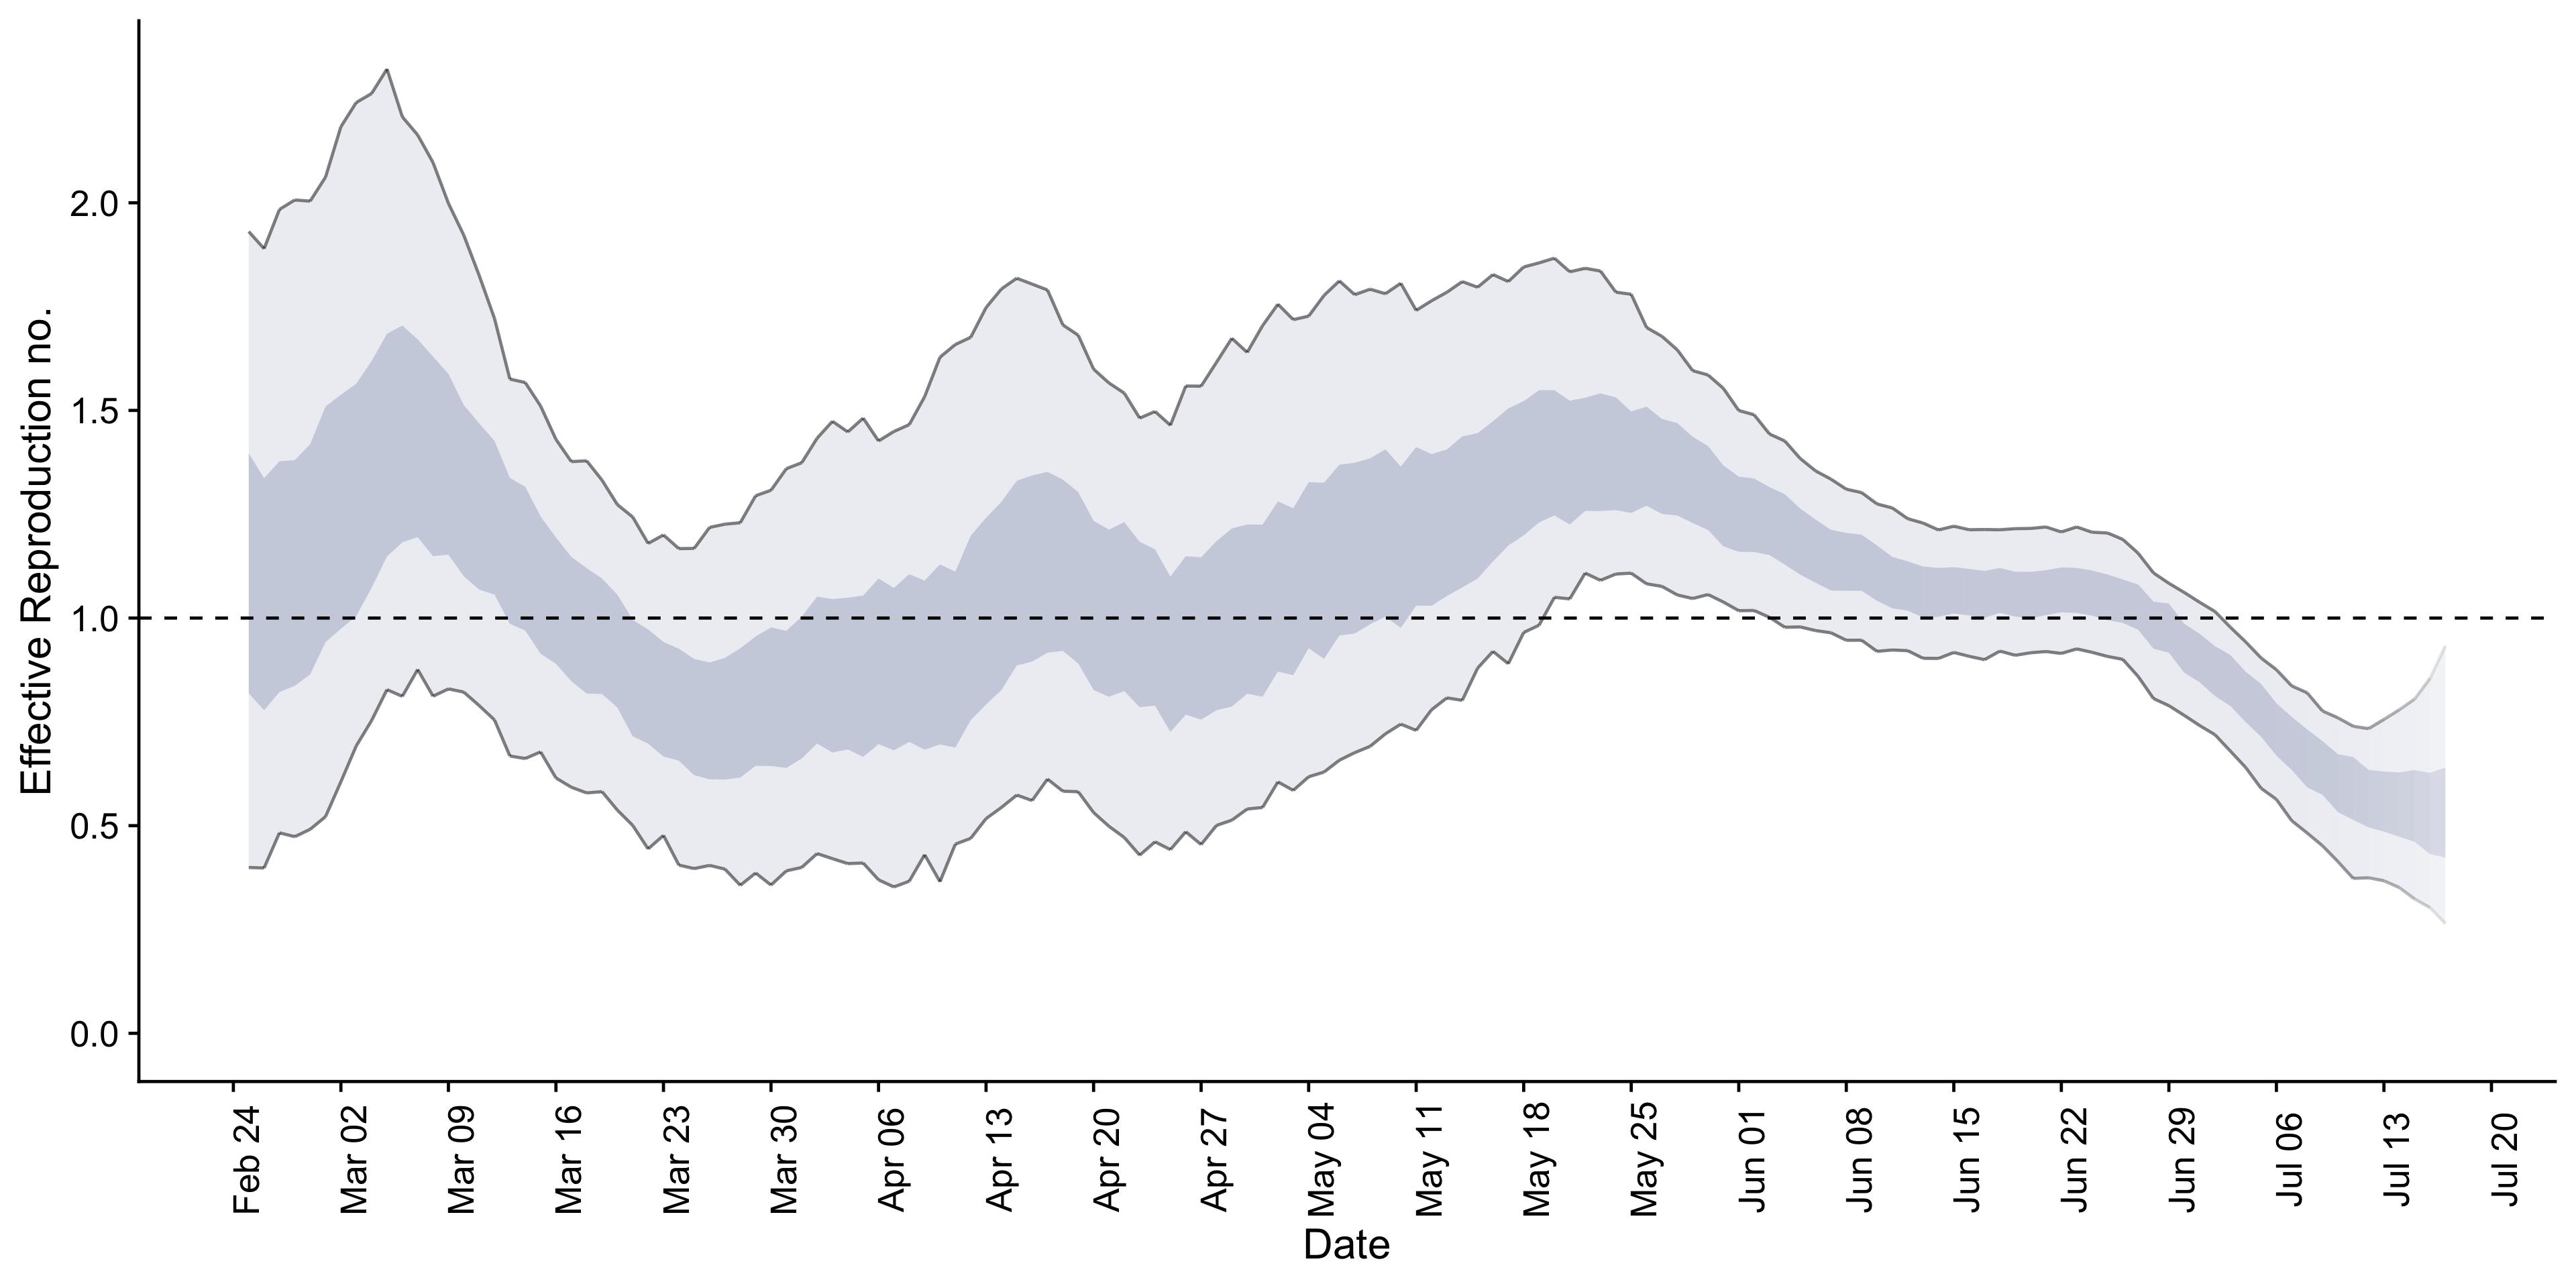 Effective Reproduction no.
2.0
1.5
1.0
0.5
0.0
Feb 24
Mar 02
Mar 09
Mar 16
Mar 23
Mar 30
Apr 06
Apr 13
Apr 20
Apr 27
May 04
May 11
May 18
May 25
Jun 01
Jun 08
Jun 15
Jun 22
Jun 29
Jul 06
Jul 13
Jul 20
Date